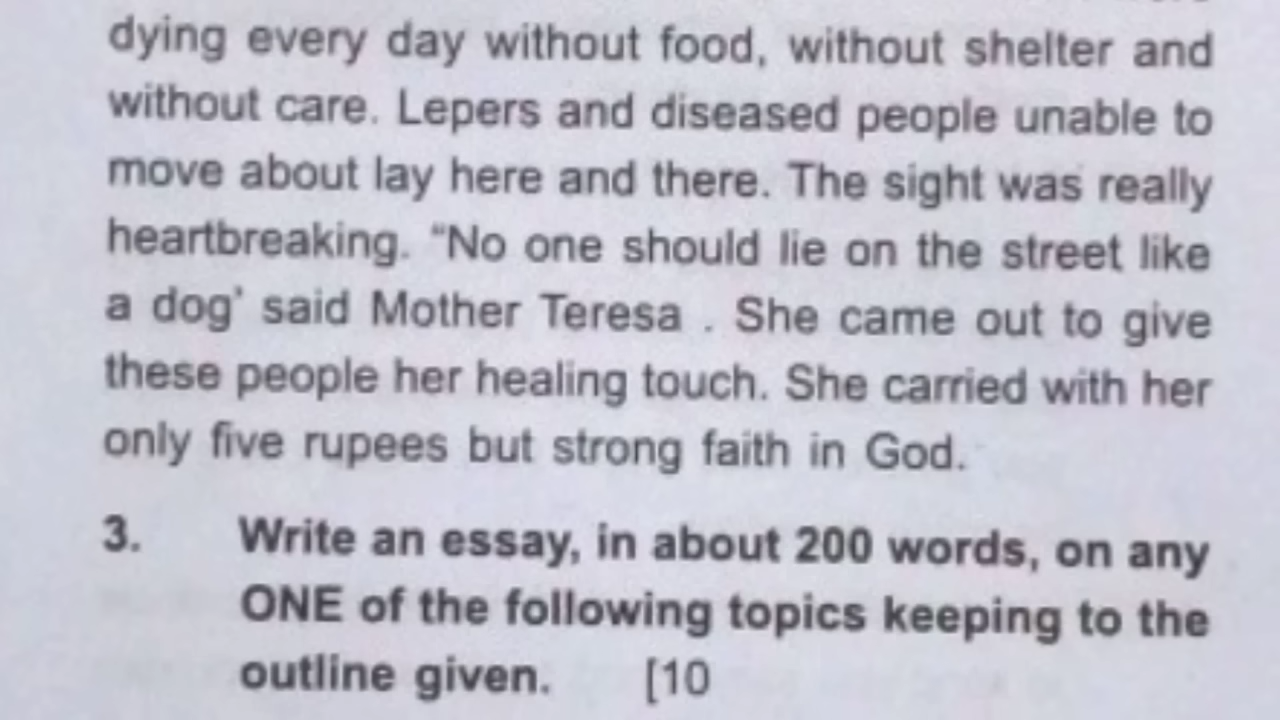 dying every day without food, without shelter and
without care. Lepers and diseased people unable to
move about lay here and there. The sight was really
heartbreaking. “No one should lie on the street like
a dog’ said Mother Teresa . She came out to give
these people her healing touch. She carried with her
only five rupees but strong faith in God.
3. Write an essay, in about 200 words, on any
ONE of the following topics keeping to the
outline given. [10